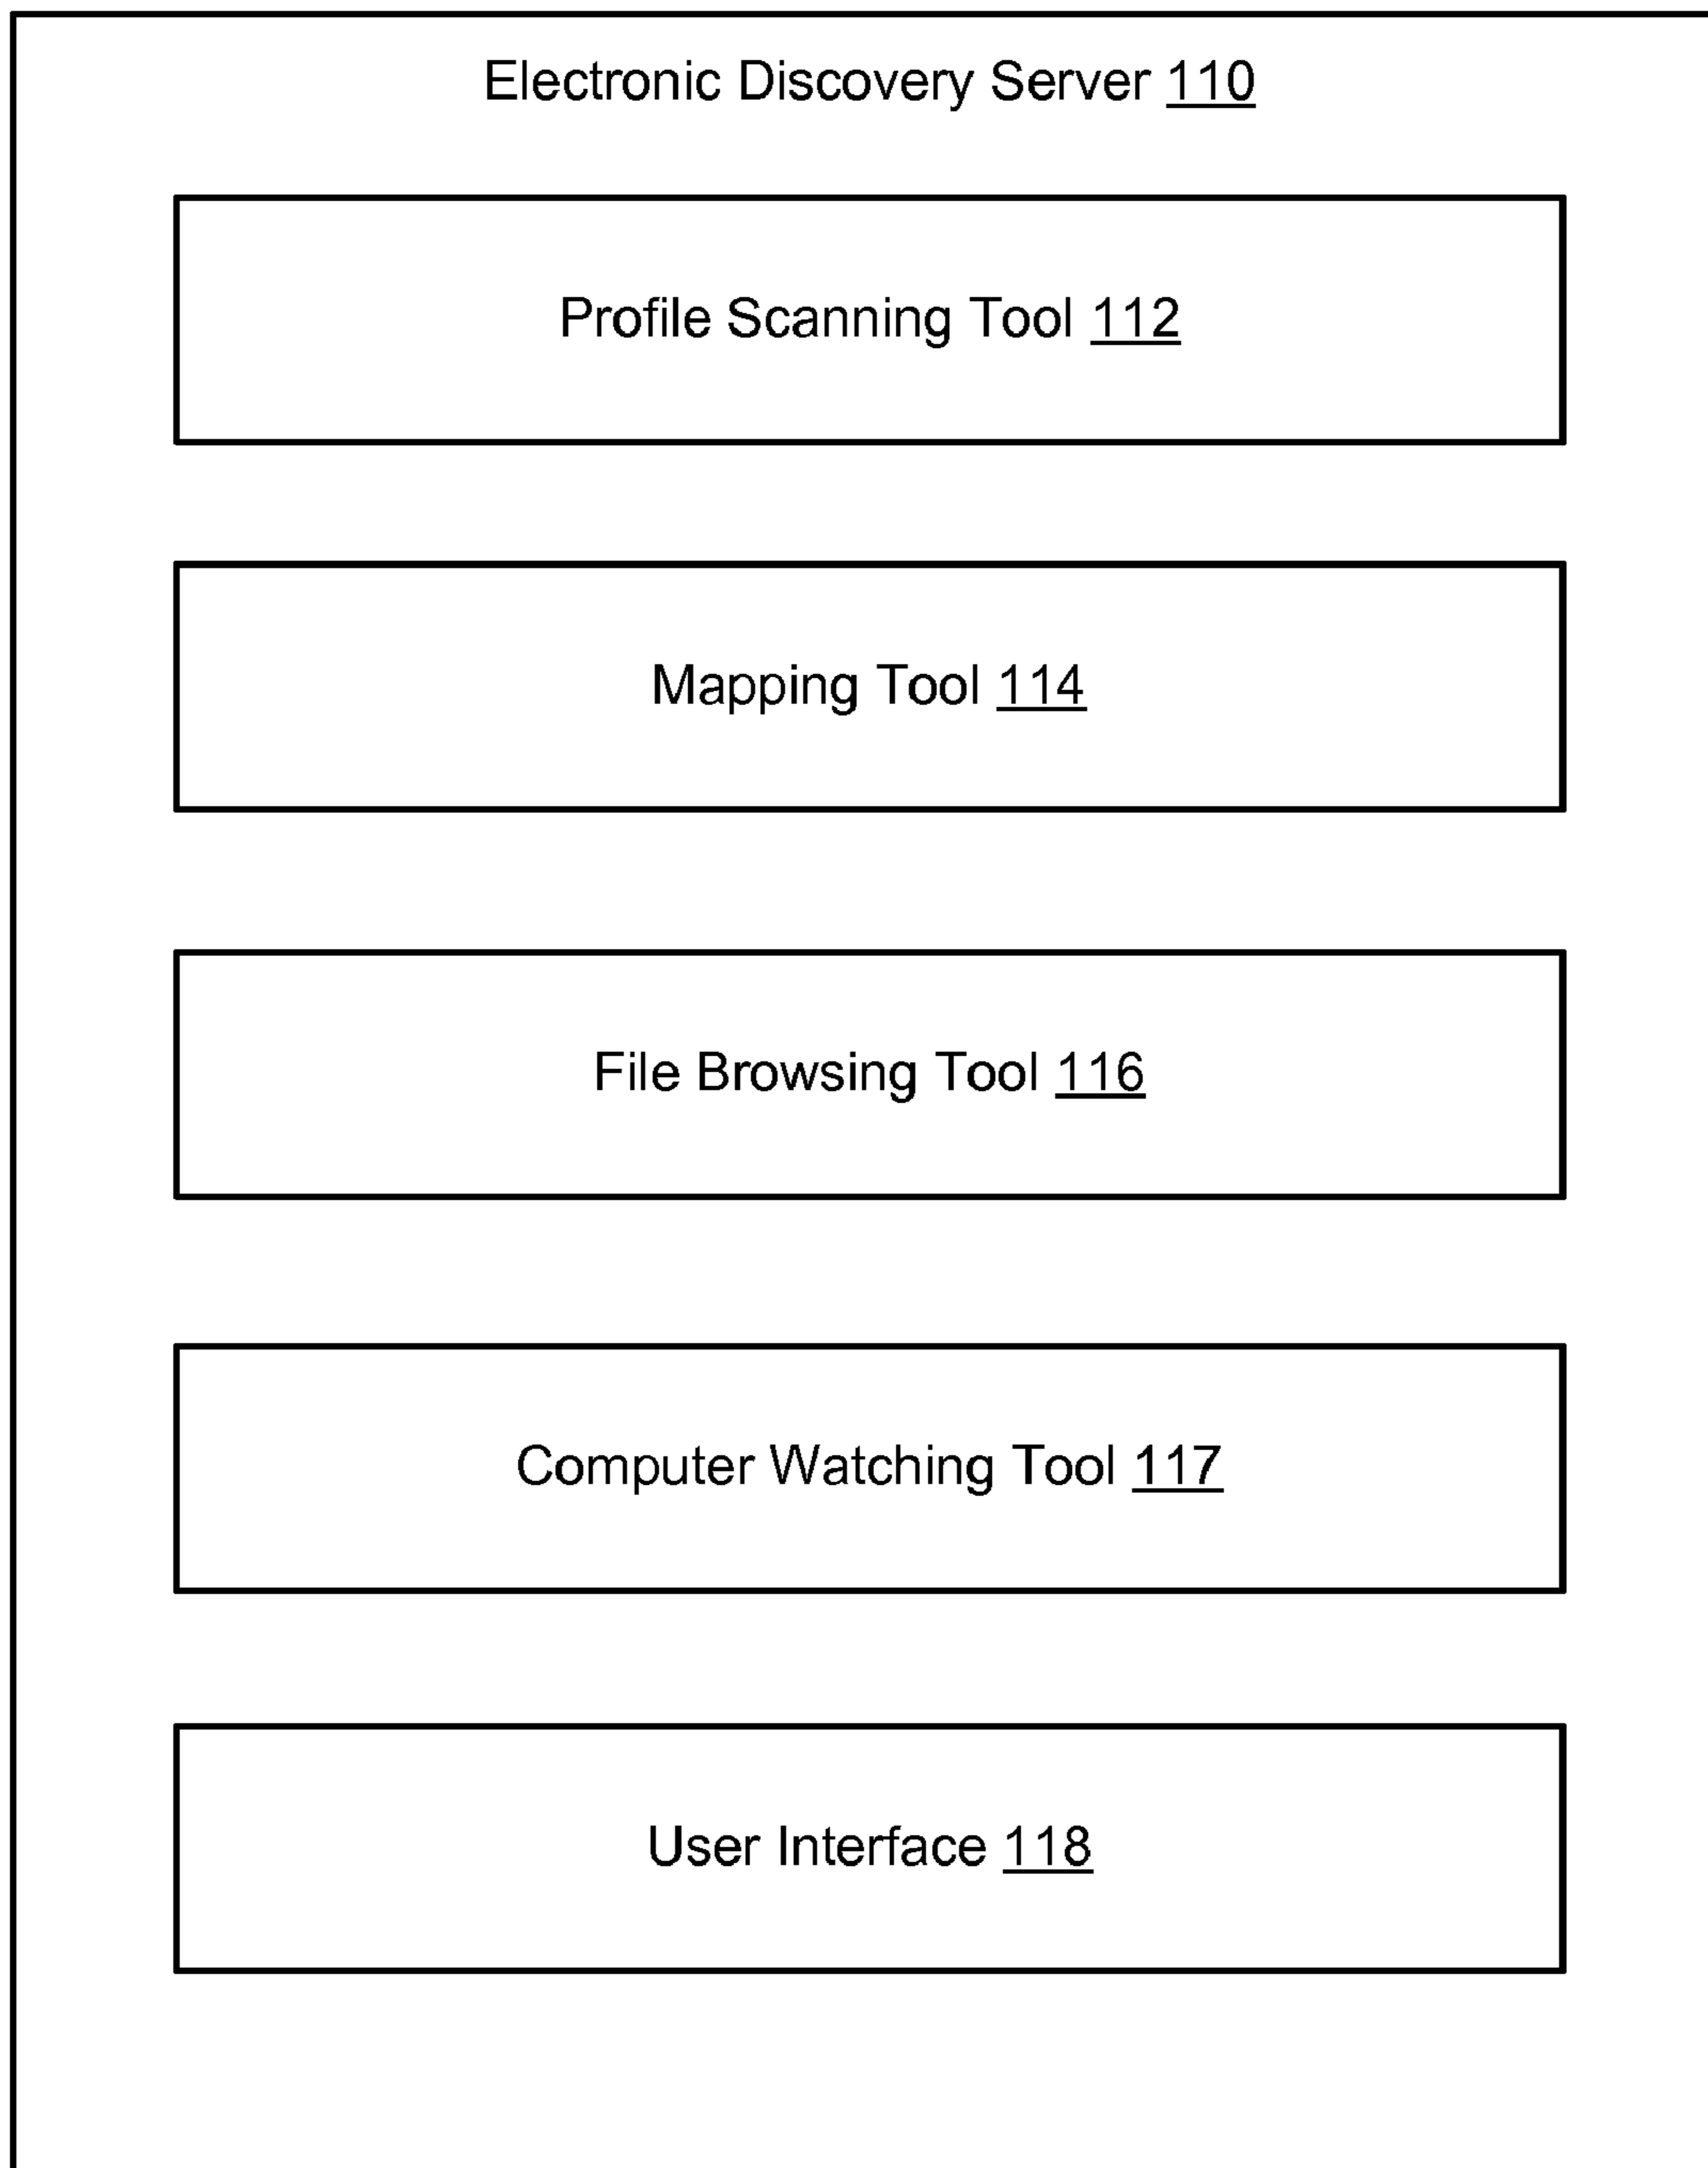 Electronic Discovery Server 110
Profile Scanning Tool 112
Mapping Tool 114
File Browsing Tool 116
Computer Watching Tool 117
User Interface 118